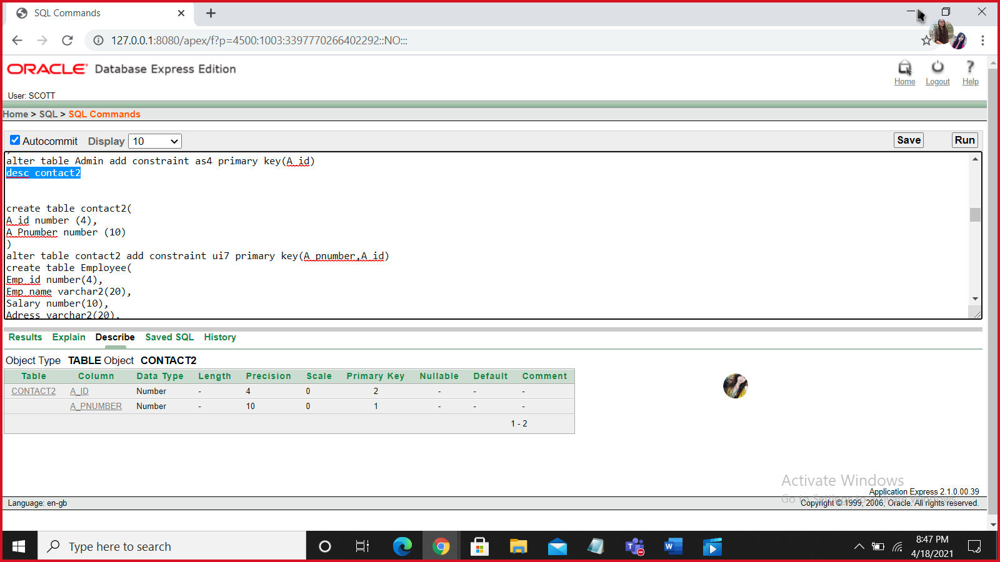 SQL Commands
127.0.0.1:8080/apex/f?p=4500:1003:3397770266402292::NO:::
ORACLE Database Express Edition
Home Logout Help
User: SCOTT
Home > SQL > SQL Commands
Autocommit Display 10 Save Run
alter table Admin add constraint as4 primary key(A_id)
desc contact2
create table contact2(
A_id number (4),
A_Pnumber number (10)
)
alter table contact2 add constraint ui7 primary key(A_pnumber,A_id)
create table Employee(
Emp_id number(4),
Emp_name varchar2(20),
Salary number(10),
Adress varchar2(20),
Results Explain Describe Saved SQL History
Object Type TABLE Object CONTACT2
Table Column Data Type Length Precision Scale Primary Key Nullable Default Comment
CONTACT2 A_ID Number - 4 0 2 - - -
A_PNUMBER Number - 10 0 1 - - -
1 - 2
Activate Windows
Go to Settings to activate Windows.
Application Express 2.1.0.00.39
Language: en-gb Copyright © 1999, 2006, Oracle. All rights reserved.
Type here to search
8:47 PM
4/18/2021